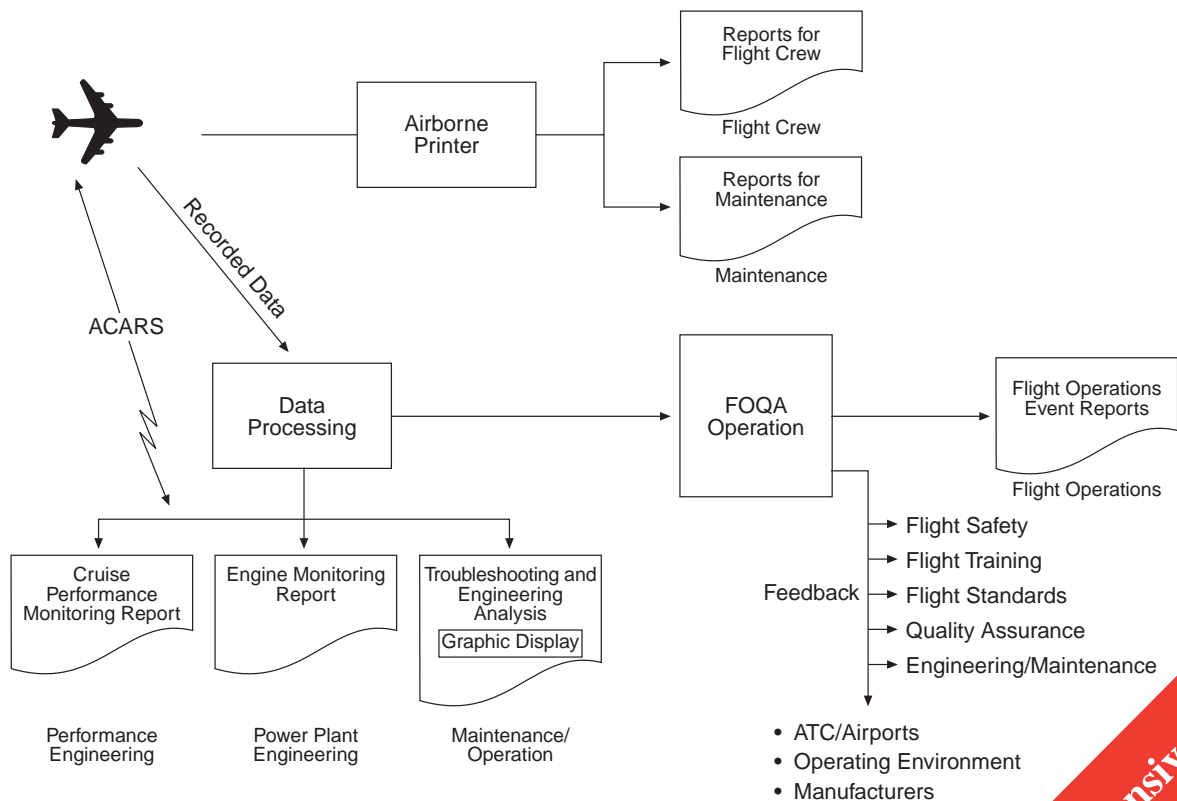 Reports for
Flight Crew
Flight Crew
Airborne
Printer
Reports for
Maintenance
Maintenance
Recorded Data
ACARS
Data
Processing
FOQA
Operation
Flight Operations
Event Reports
Flight Operations
Cruise
Performance
Monitoring Report
Engine Monitoring
Report
Troubleshooting and
Engineering
Analysis
Graphic Display
Performance
Engineering
Power Plant
Engineering
Maintenance/
Operation
Feedback
Flight Safety
Flight Training
Flight Standards
Quality Assurance
Engineering/Maintenance
• ATC/Airports
• Operating Environment
• Manufacturers